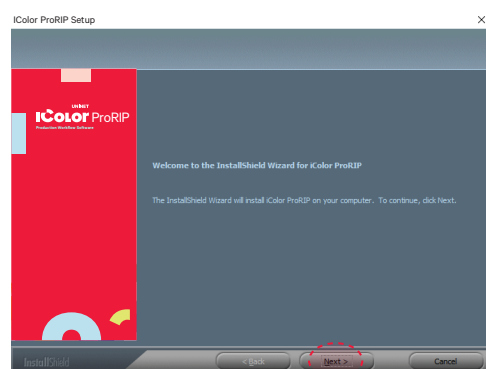 IColor ProRIP Setup
UNINET
IColor ProRIP
Production Workflow Software
Welcome to the InstallShield Wizard for iColor ProRIP
The InstallShield Wizard will install iColor ProRIP on your computer. To continue, click Next.
InstallShield
< Back
Next >
Cancel